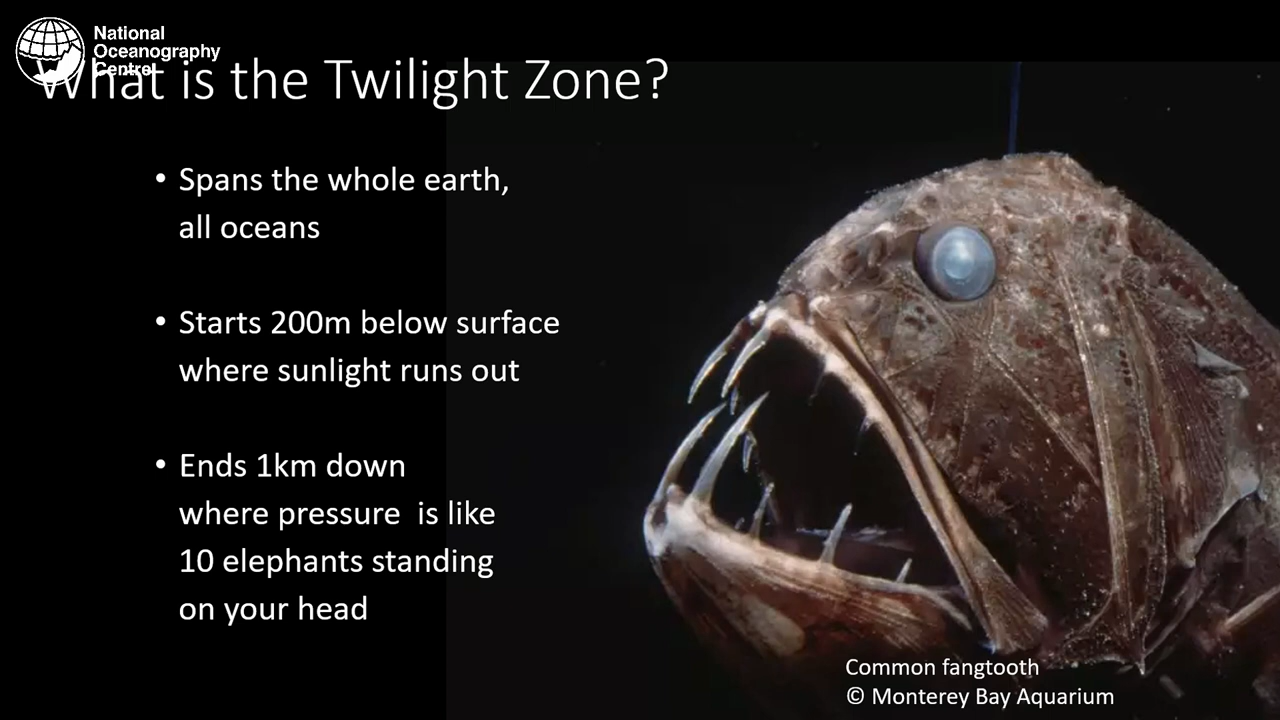 National
Oceanography
Centre
What is the Twilight Zone?
• Spans the whole earth,
all oceans
• Starts 200m below surface
where sunlight runs out
• Ends 1km down
where pressure  is like
10 elephants standing
on your head
Common fangtooth
© Monterey Bay Aquarium